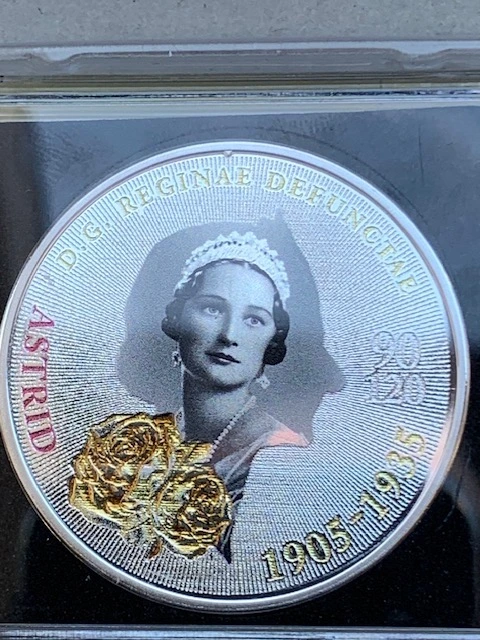 D.G. REGINAE DEFUNCTAE
ASTRID
90
120
1905-1935